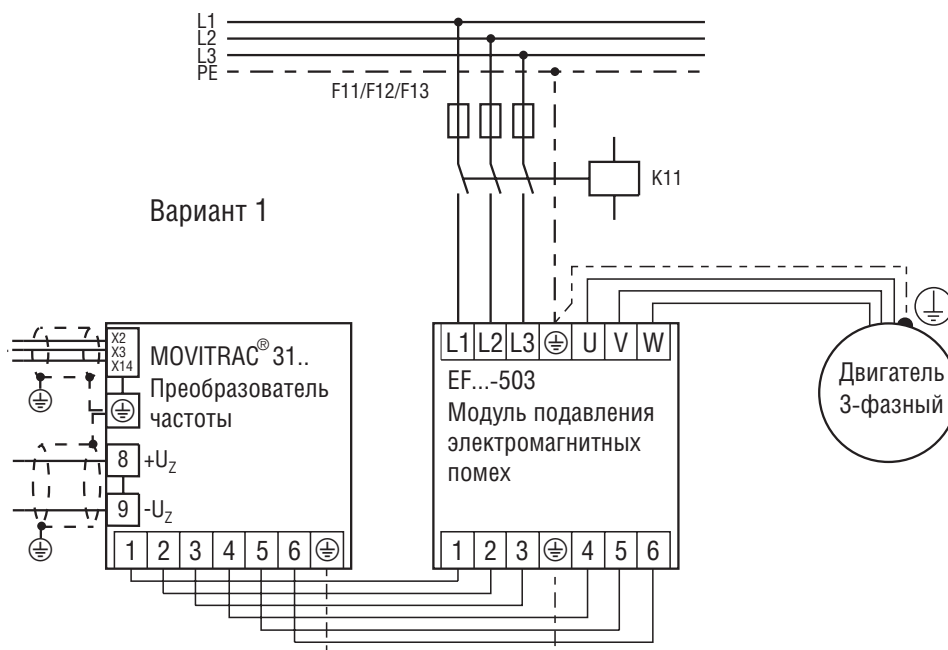 L1
L2
L3
PE
F11/F12/F13
K11
Вариант 1
X2
X3
X14
MOVITRAC® 31..
Преобразователь
частоты
8 +UZ
9 -UZ
1 2 3 4 5 6
L1 L2 L3 U V W
EF...-503
Модуль подавления
электромагнитных
помех
1 2 3 4 5 6
Двигатель
3-фазный